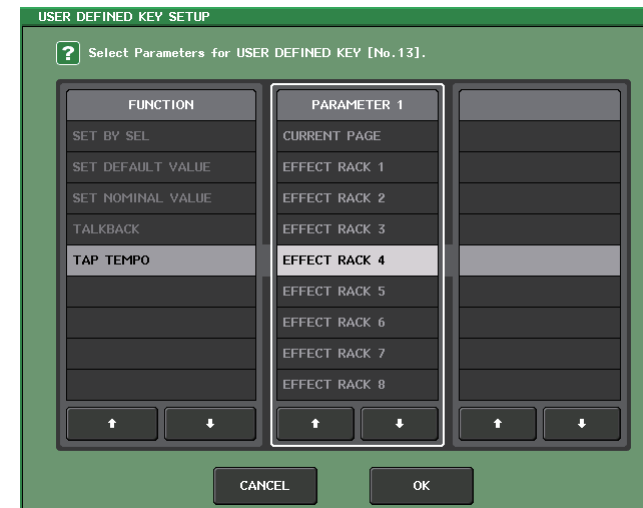 USER DEFINED KEY SETUP
? Select Parameters for USER DEFINED KEY [No.13].
FUNCTION
SET BY SEL
SET DEFAULT VALUE
SET NOMINAL VALUE
TALKBACK
TAP TEMPO
PARAMETER 1
CURRENT PAGE
EFFECT RACK 1
EFFECT RACK 2
EFFECT RACK 3
EFFECT RACK 4
EFFECT RACK 5
EFFECT RACK 6
EFFECT RACK 7
EFFECT RACK 8
CANCEL
OK